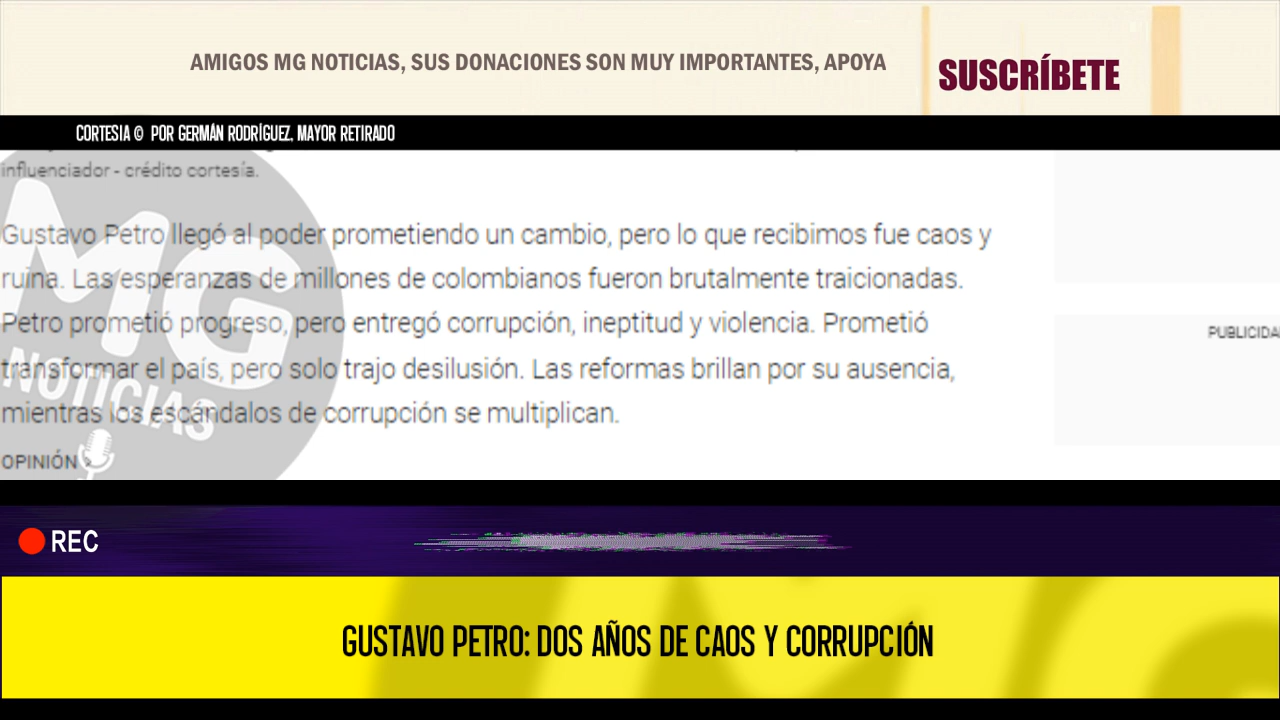 AMIGOS MG NOTICIAS, SUS DONACIONES SON MUY IMPORTANTES, APOYA
SUSCRÍBETE
CORTESIA © POR GERMÁN RODRÍGUEZ, MAYOR RETIRADO
influenciador - crédito cortesía.
Gustavo Petro llegó al poder prometiendo un cambio, pero lo que recibimos fue caos y
ruina. Las esperanzas de millones de colombianos fueron brutalmente traicionadas.
Petro prometió progreso, pero entregó corrupción, ineptitud y violencia. Prometió
transformar el país, pero solo trajo desilusión. Las reformas brillan por su ausencia,
mientras los escándalos de corrupción se multiplican.
MG
NOTICIAS
PUBLICIDA
OPINIÓN >
REC
GUSTAVO PETRO: DOS AÑOS DE CAOS Y CORRUPCIÓN